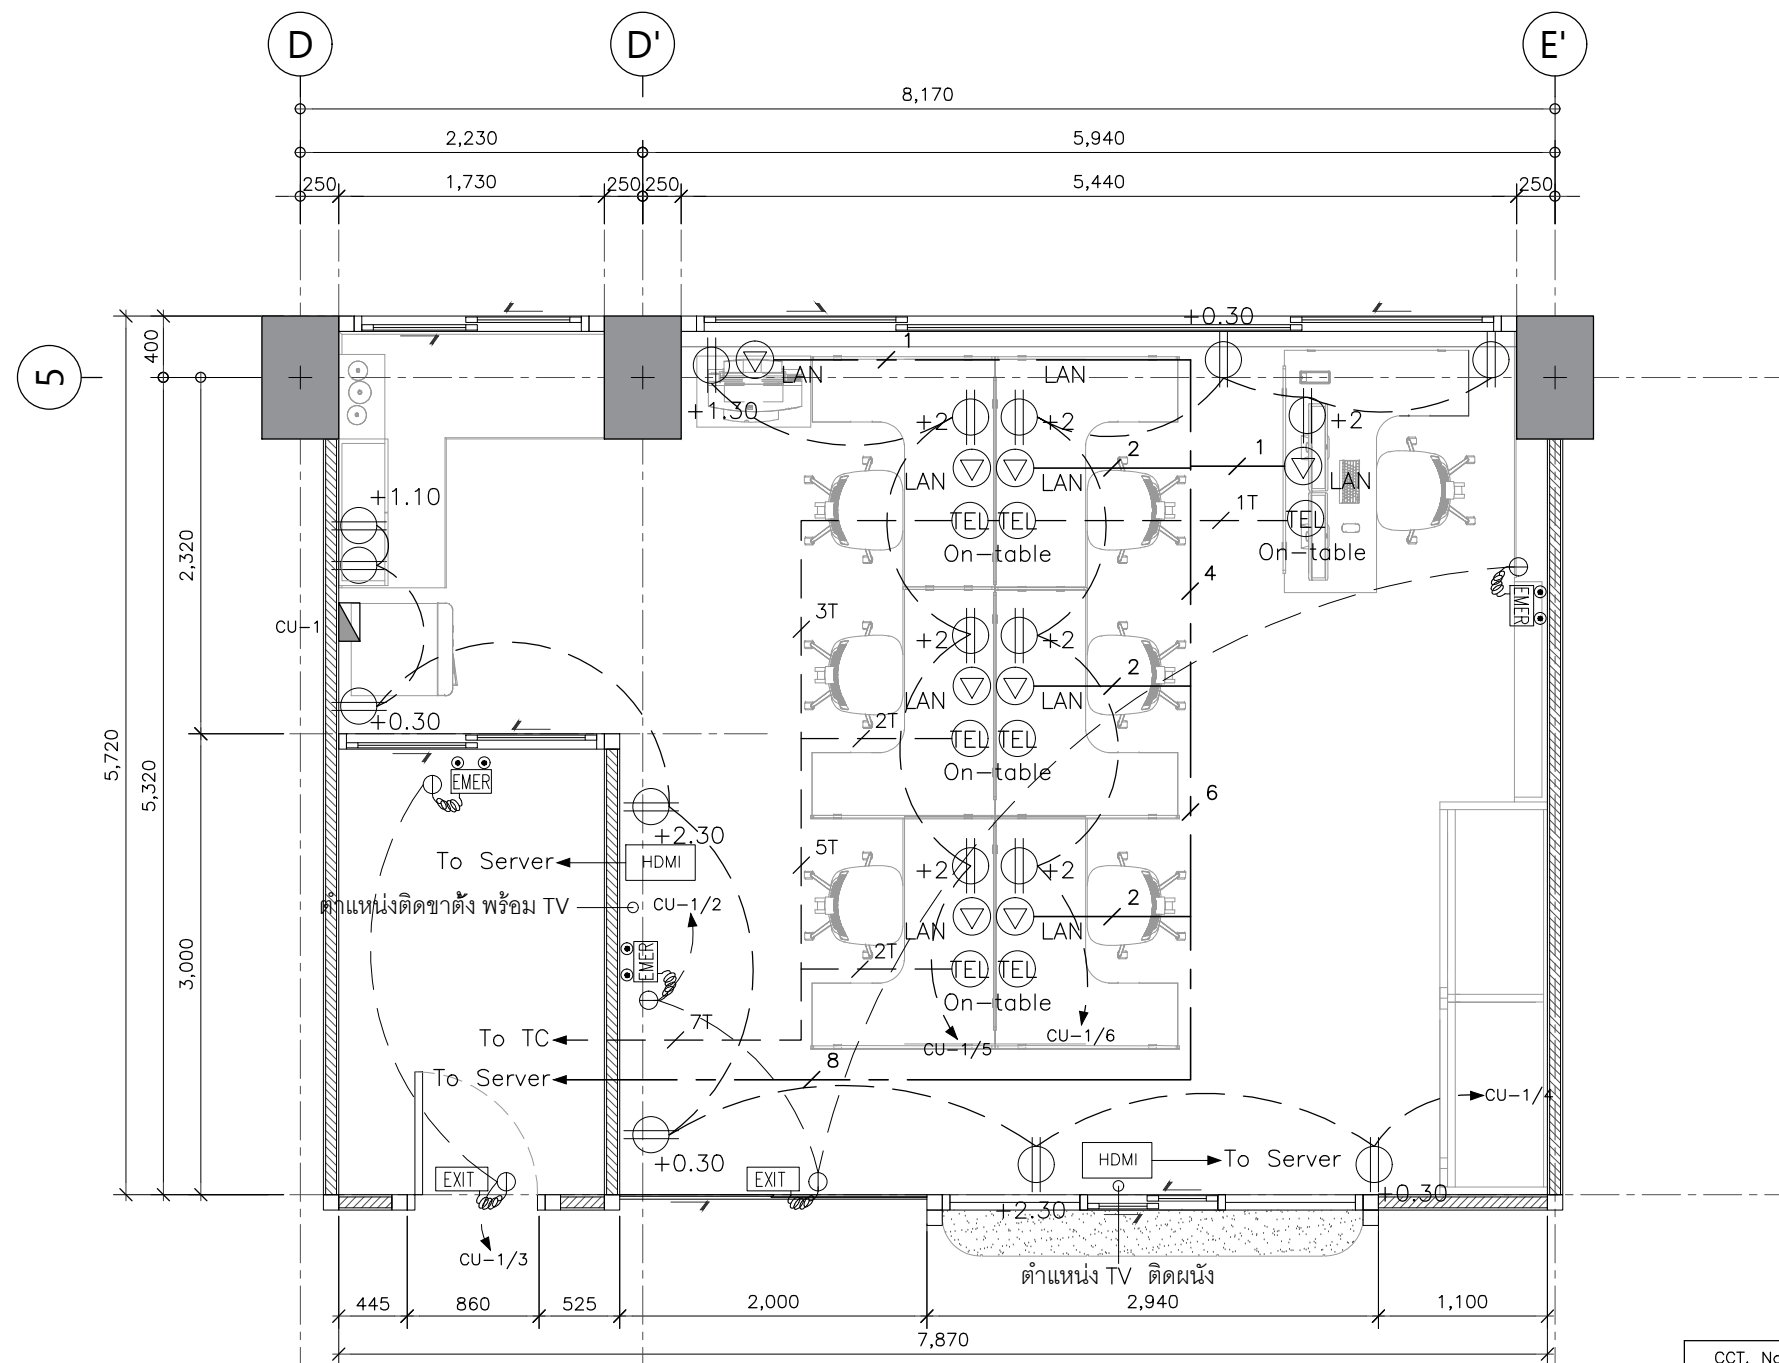 D D' E'
8,170
2,230 5,940
250 1,730 250 250 5,440 250
5
400
2,320
5,720
5,320
3,000
+0.30
1
LAN LAN
+1.30 +2 +2 +2
2 1
LAN LAN LAN
+1.10
1T
TEL TEL TEL
On-table On-table
4
EMER
CU-1
3T
+2 +2
2
LAN LAN
+0.30
2T
TEL TEL
On-table
EMER
6
+2.30
To Server HDMI
5T
+2 +2
ตำแหน่งติดขาตั้ง พร้อม TV CU-1/2
2
LAN LAN
EMER
2T
TEL TEL
On-table
7T
To TC
CU-1/5 CU-1/6
8
To Server
CU-1/4
+0.30
HDMI To Server
EXIT EXIT
+2.30 +0.30
CU-1/3
ตำแหน่ง TV ติดผนัง
445 860 525 2,000 2,940 1,100
7,870